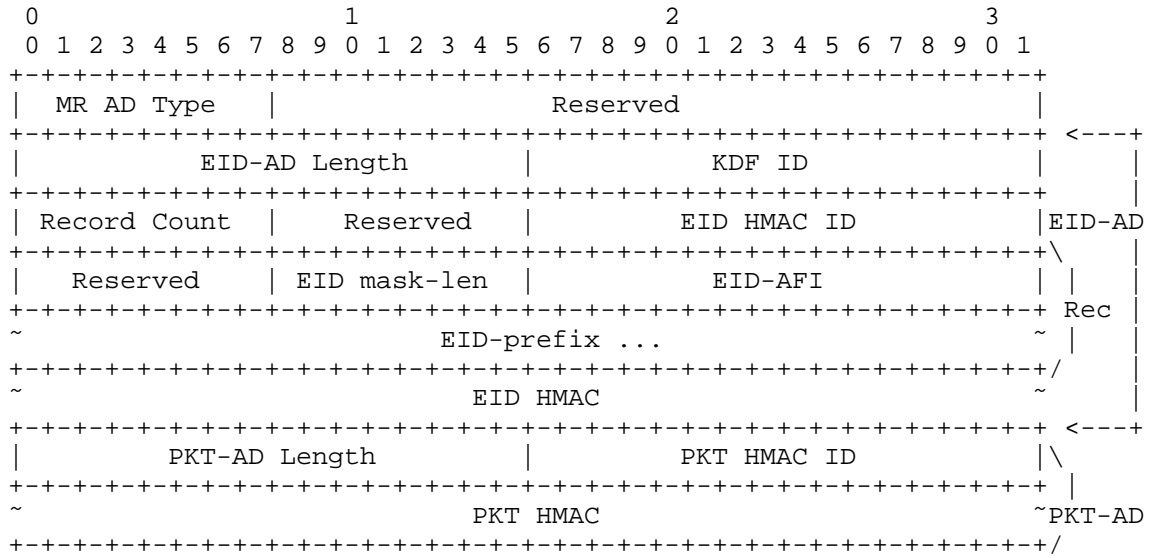 0 1 2 3
0 1 2 3 4 5 6 7 8 9 0 1 2 3 4 5 6 7 8 9 0 1 2 3 4 5 6 7 8 9 0 1
+-+-+-+-+-+-+-+-+-+-+-+-+-+-+-+-+-+-+-+-+-+-+-+-+-+-+-+-+-+-+-+-+
| MR AD Type | Reserved |
+-+-+-+-+-+-+-+-+-+-+-+-+-+-+-+-+-+-+-+-+-+-+-+-+-+-+-+-+-+-+-+-+ <---+
| EID-AD Length | KDF ID | |
+-+-+-+-+-+-+-+-+-+-+-+-+-+-+-+-+-+-+-+-+-+-+-+-+-+-+-+-+-+-+-+-+ |
| Record Count | Reserved | EID HMAC ID |EID-AD
+-+-+-+-+-+-+-+-+-+-+-+-+-+-+-+-+-+-+-+-+-+-+-+-+-+-+-+-+-+-+-+-+\ |
| Reserved | EID mask-len | EID-AFI | | |
+-+-+-+-+-+-+-+-+-+-+-+-+-+-+-+-+-+-+-+-+-+-+-+-+-+-+-+-+-+-+-+-+ Rec |
~ EID-prefix ... ~ | |
+-+-+-+-+-+-+-+-+-+-+-+-+-+-+-+-+-+-+-+-+-+-+-+-+-+-+-+-+-+-+-+-+/ |
~ EID HMAC ~ |
+-+-+-+-+-+-+-+-+-+-+-+-+-+-+-+-+-+-+-+-+-+-+-+-+-+-+-+-+-+-+-+-+ <---+
| PKT-AD Length | PKT HMAC ID |\
+-+-+-+-+-+-+-+-+-+-+-+-+-+-+-+-+-+-+-+-+-+-+-+-+-+-+-+-+-+-+-+-+ |
~ PKT HMAC ~PKT-AD
+-+-+-+-+-+-+-+-+-+-+-+-+-+-+-+-+-+-+-+-+-+-+-+-+-+-+-+-+-+-+-+-+/